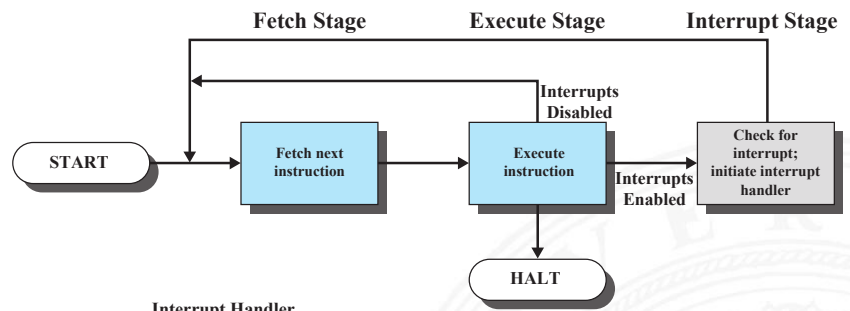 Fetch Stage
Execute Stage
Interrupt Stage
Interrupts
Disabled
START
Fetch next
instruction
Execute
instruction
Check for
interrupt;
initiate interrupt
handler
Interrupts
Enabled
HALT
Interrupt Handler